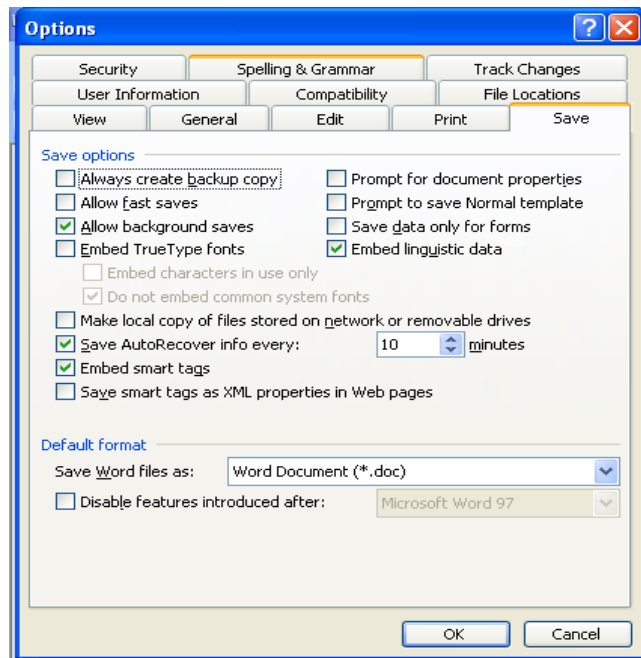 Options
Security Spelling & Grammar Track Changes
User Information Compatibility File Locations
View General Edit Print Save
Save options
Always create backup copy Prompt for document properties
Allow fast saves Prompt to save Normal template
Allow background saves Save data only for forms
Embed TrueType fonts Embed linguistic data
Embed characters in use only
Do not embed common system fonts
Make local copy of files stored on network or removable drives
Save AutoRecover info every: 10 minutes
Embed smart tags
Save smart tags as XML properties in Web pages
Default format
Save Word files as: Word Document (*.doc)
Disable features introduced after: Microsoft Word 97
OK Cancel